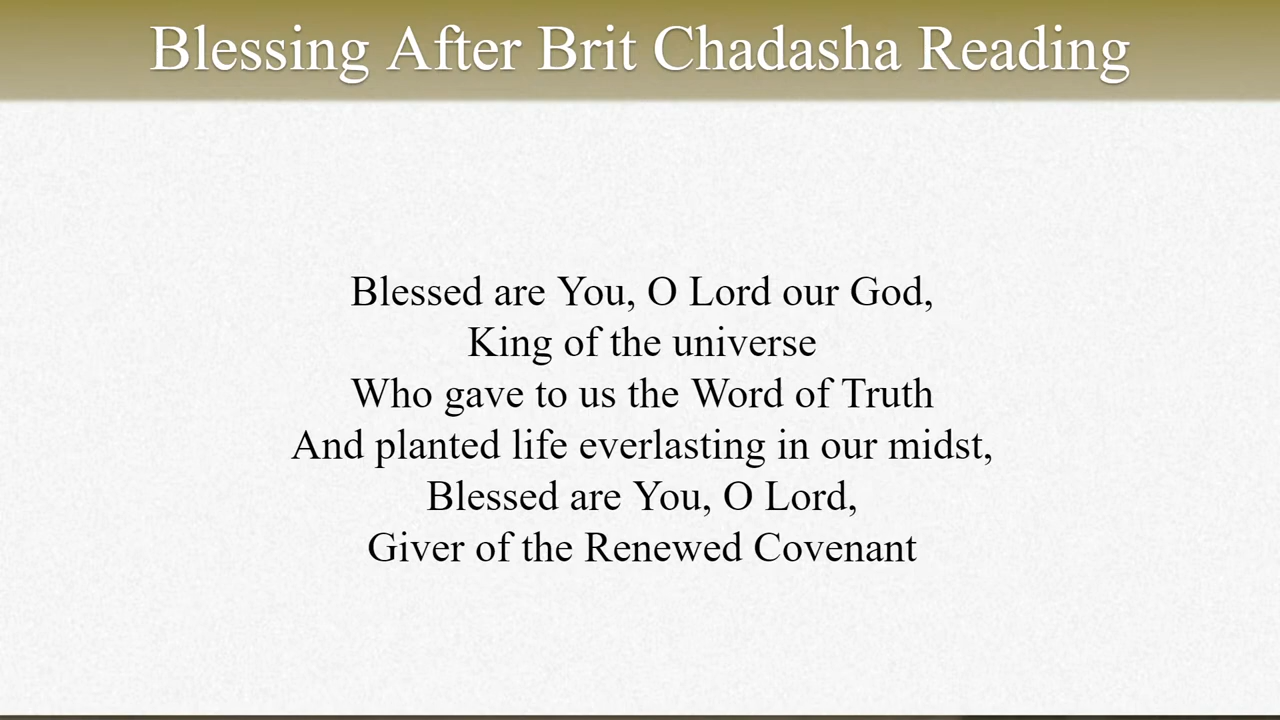 Blessing After Brit Chadasha Reading
Blessed are You, O Lord our God,
King of the universe
Who gave to us the Word of Truth
And planted life everlasting in our midst,
Blessed are You, O Lord,
Giver of the Renewed Covenant